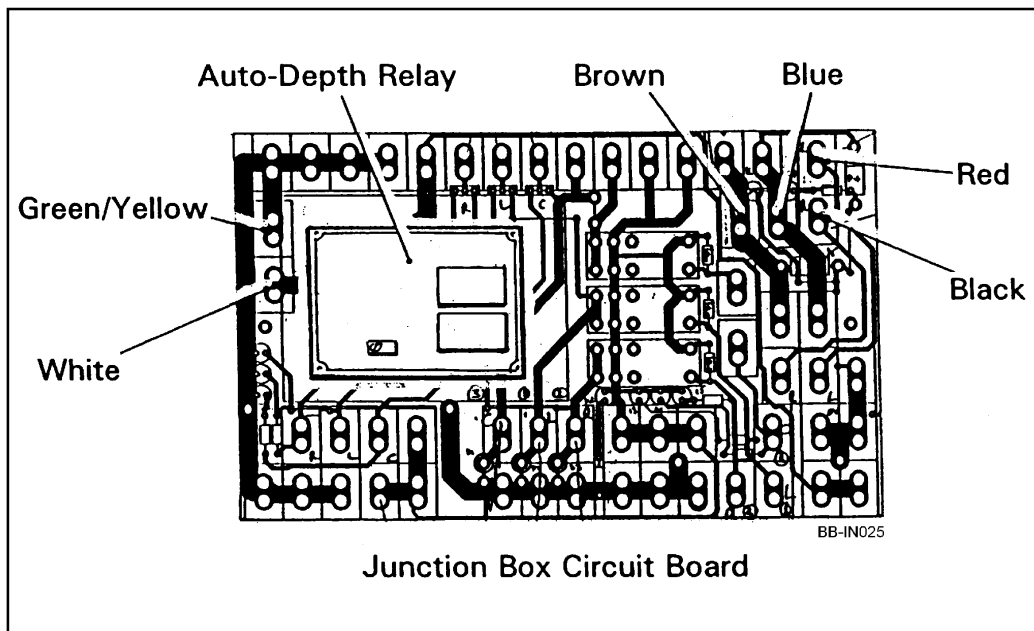 Auto-Depth Relay
Brown
Blue
Red
Green/Yellow
Black
White
BB-IN025
Junction Box Circuit Board